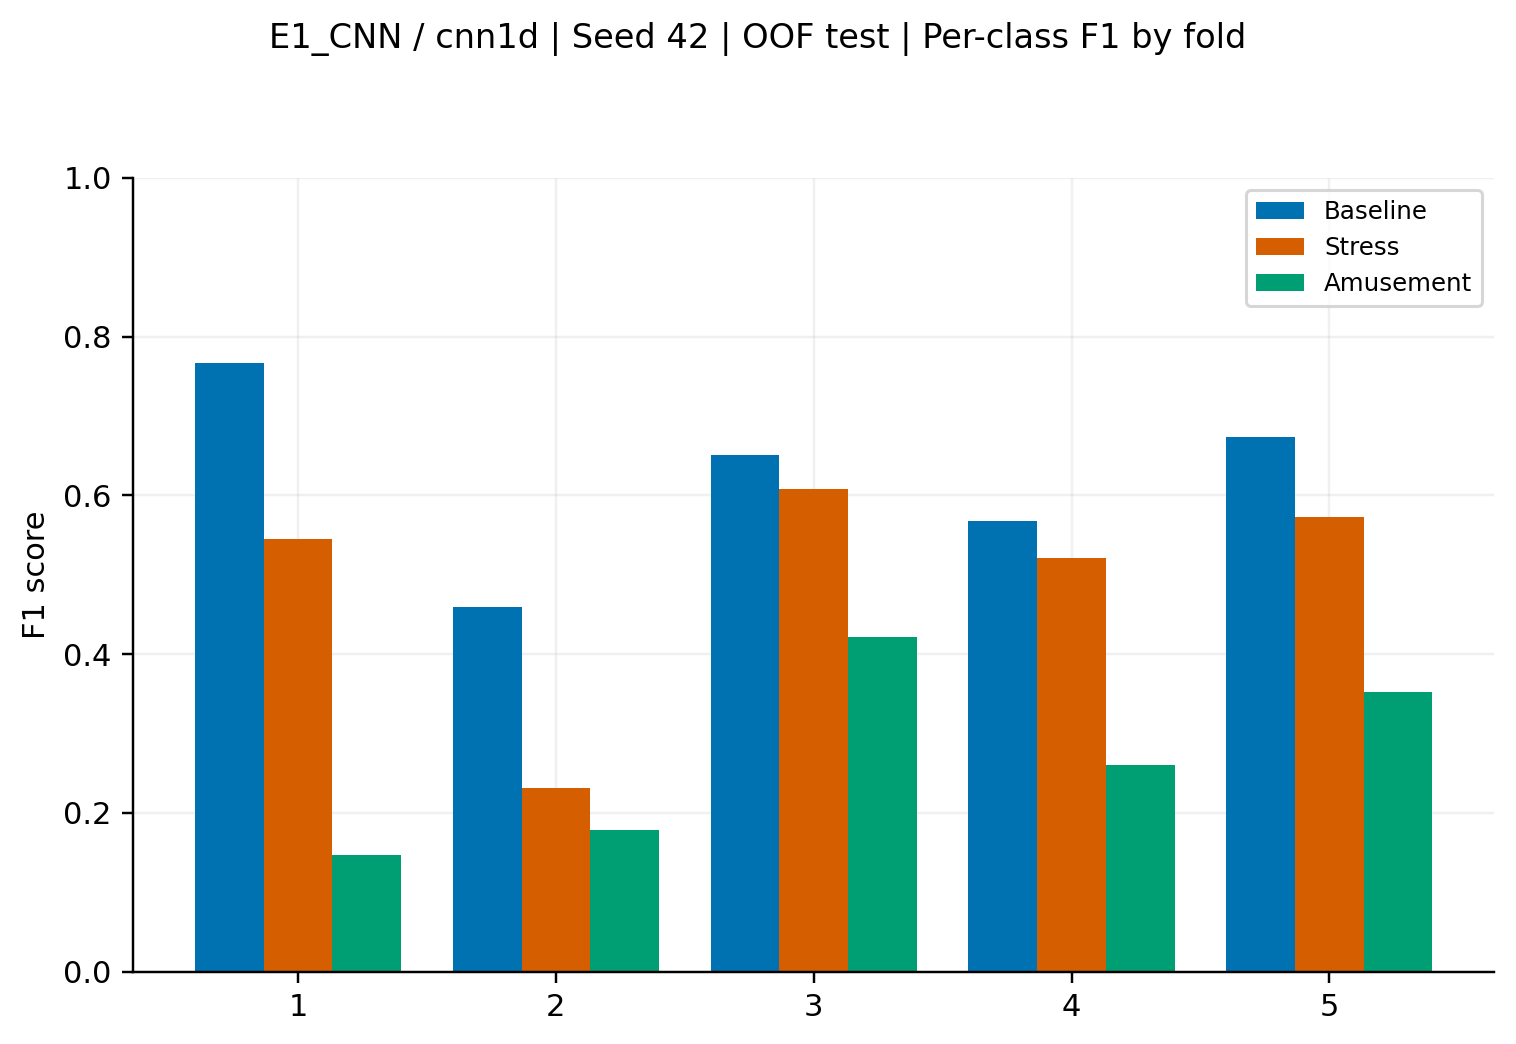 E1_CNN / cnn1d | Seed 42 | OOF test | Per-class F1 by fold
1.0
0.8
0.6
0.4
0.2
0.0
F1 score
Baseline
Stress
Amusement
1 2 3 4 5